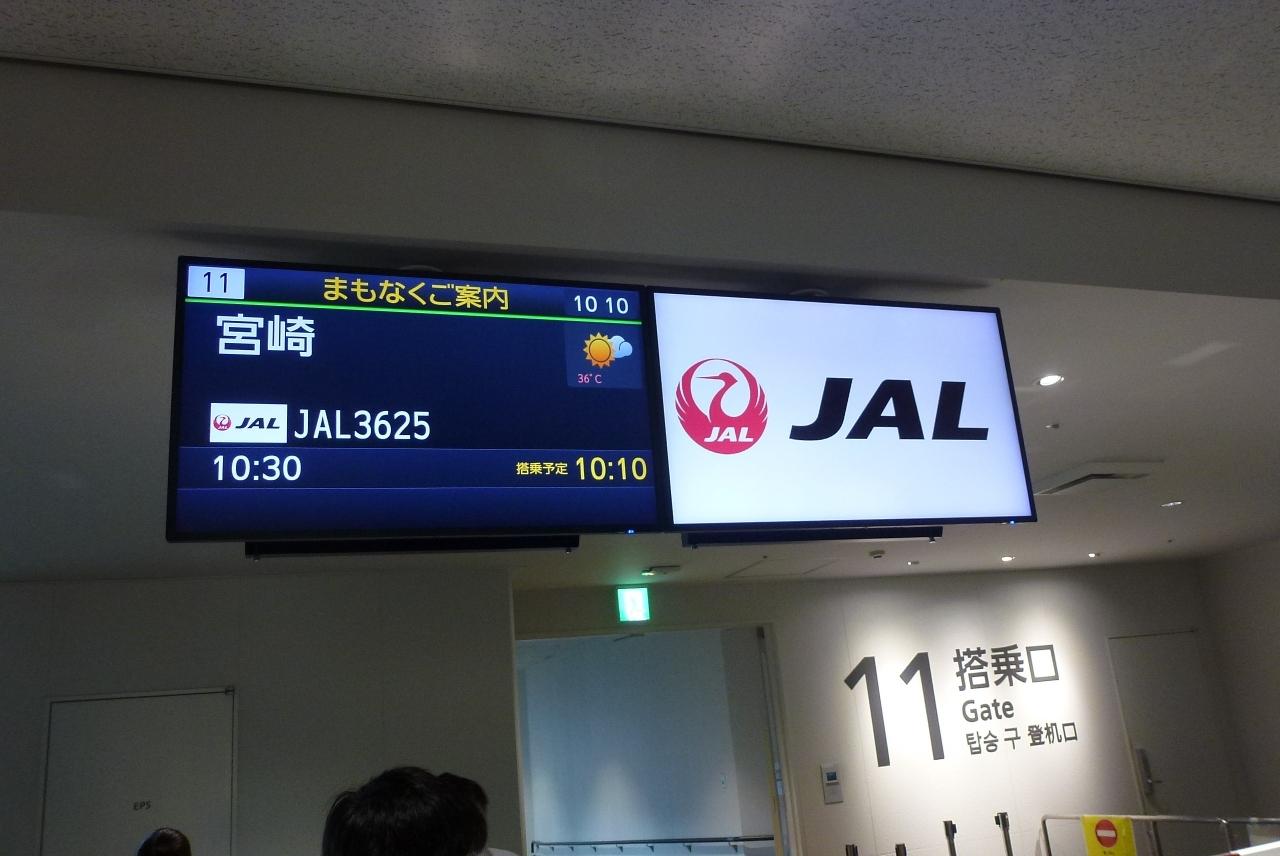 11 まもなくご案内 10 10
宮崎
36°C
JAL JAL3625
10:30 搭乗予定 10:10
JAL JAL
11 搭乗口
Gate
탑승구 登机口
EPS